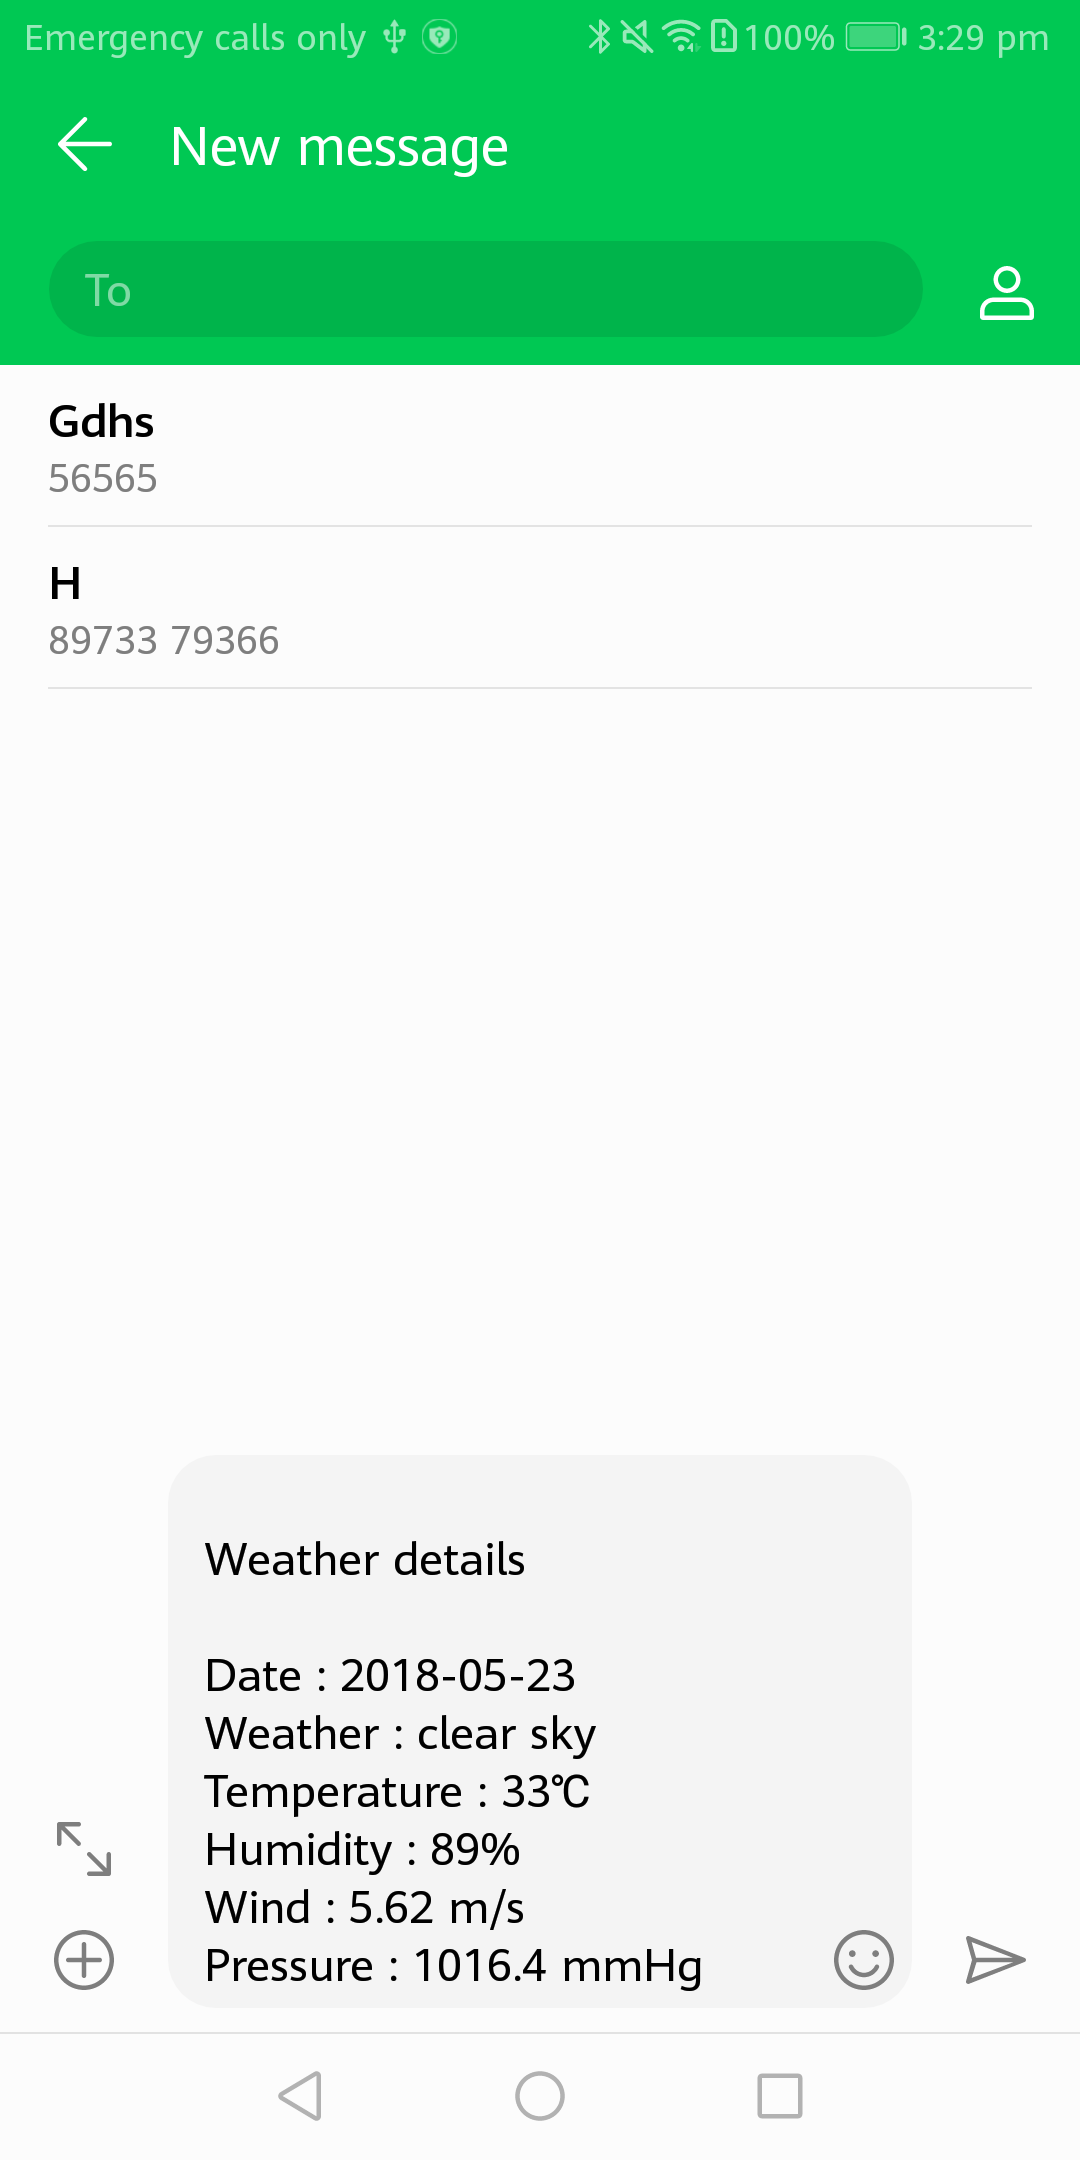 Emergency calls only 100% 3:29 pm
New message
To
Gdhs
56565
H
89733 79366
Weather details
Date : 2018-05-23
Weather : clear sky
Temperature : 33℃
Humidity : 89%
Wind : 5.62 m/s
Pressure : 1016.4 mmHg